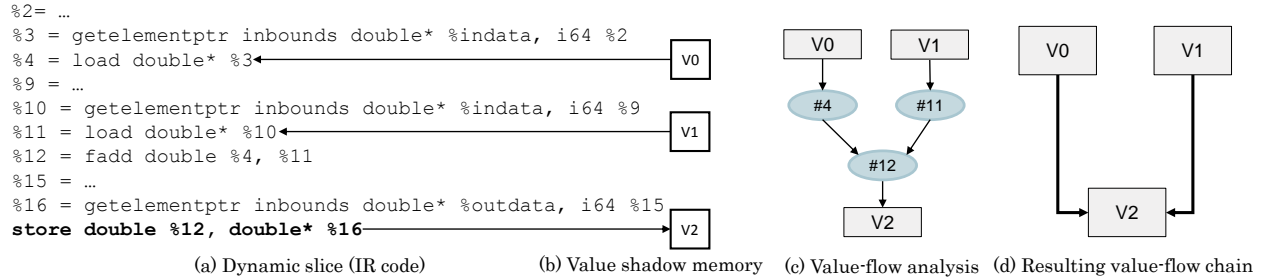 %2= …
%3 = getelementptr inbounds double* %indata, i64 %2
%4 = load double* %3
V0
%9 = …
%10 = getelementptr inbounds double* %indata, i64 %9
%11 = load double* %10
V1
%12 = fadd double %4, %11
%15 = …
%16 = getelementptr inbounds double* %outdata, i64 %15
store double %12, double* %16
V2
V0 V1
#4 #11
#12
V2
V0 V1
V2
(a) Dynamic slice (IR code) (b) Value shadow memory (c) Value-flow analysis (d) Resulting value-flow chain